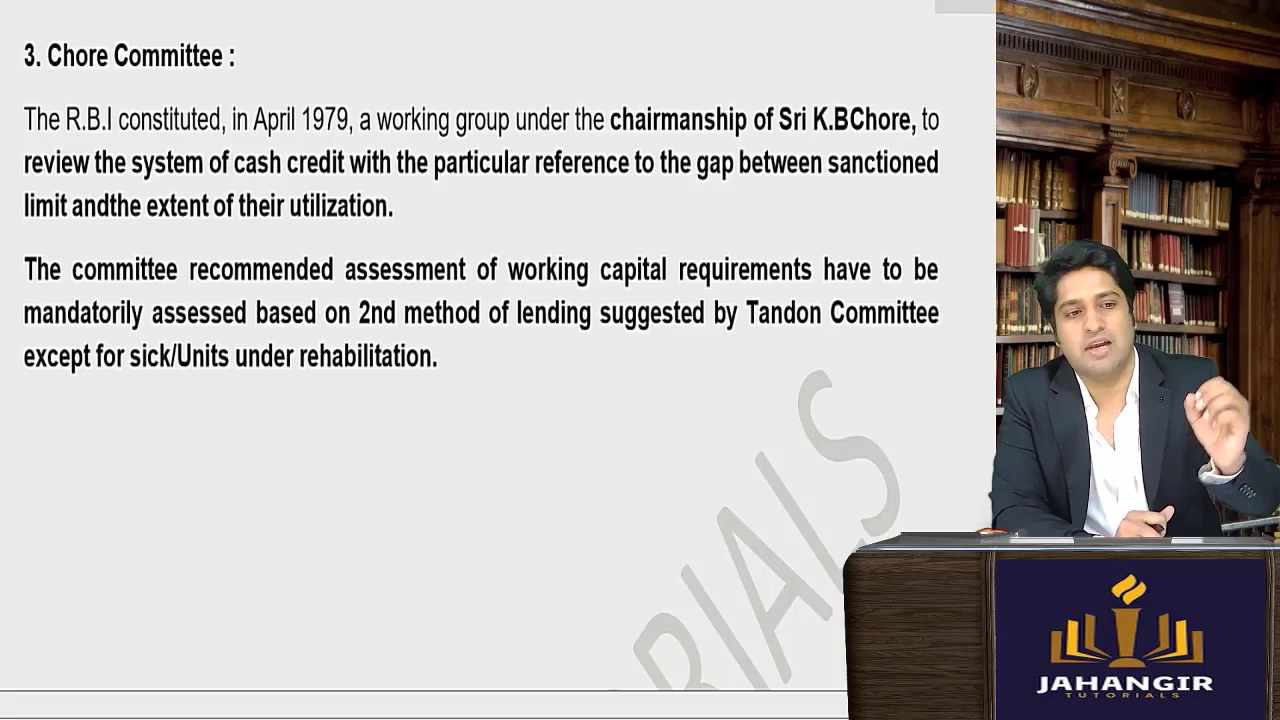 3. Chore Committee :
The R.B.I constituted, in April 1979, a working group under the chairmanship of Sri K.BChore, to
review the system of cash credit with the particular reference to the gap between sanctioned
limit andthe extent of their utilization.
The committee recommended assessment of working capital requirements have to be
mandatorily assessed based on 2nd method of lending suggested by Tandon Committee
except for sick/Units under rehabilitation.
RIALS
JAHANGIR
TUTORIALS